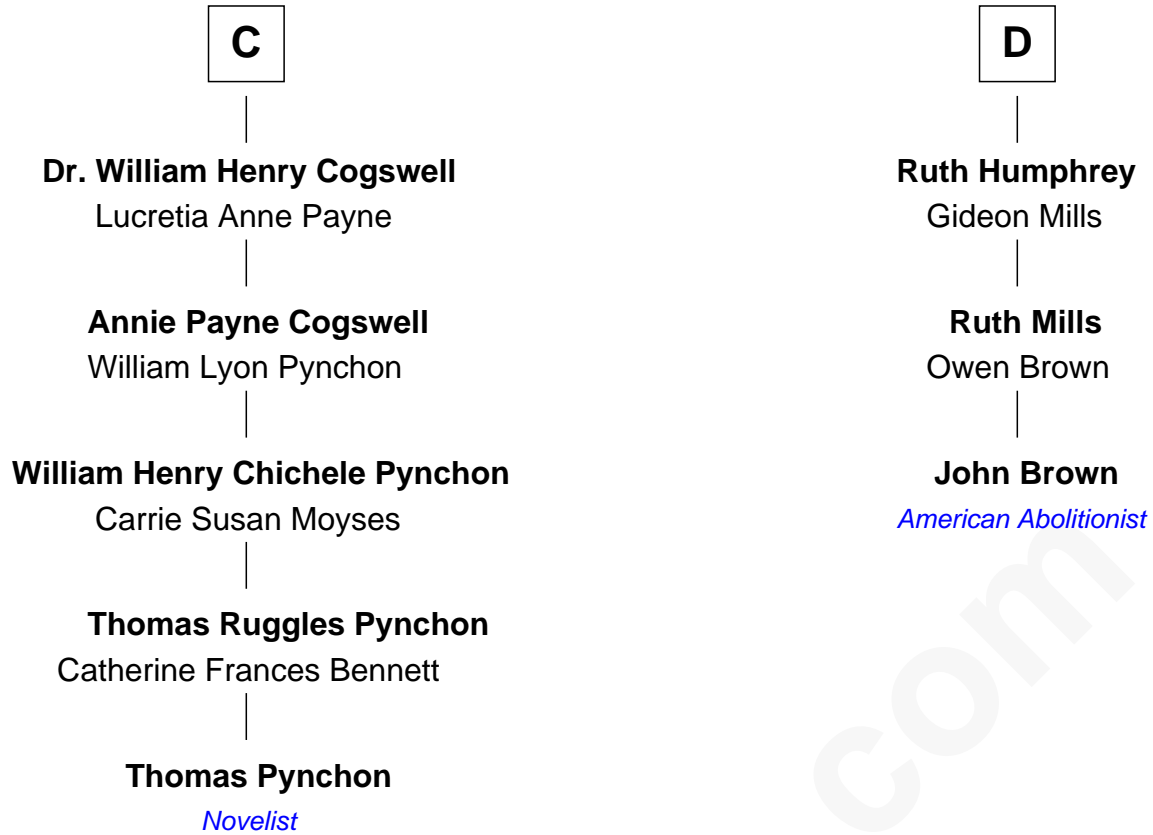 C
Dr. William Henry Cogswell
Lucretia Anne Payne
Annie Payne Cogswell
William Lyon Pynchon
William Henry Chichele Pynchon
Carrie Susan Moyses
Thomas Ruggles Pynchon
Catherine Frances Bennett
Thomas Pynchon
Novelist
D
Ruth Humphrey
Gideon Mills
Ruth Mills
Owen Brown
John Brown
American Abolitionist
com